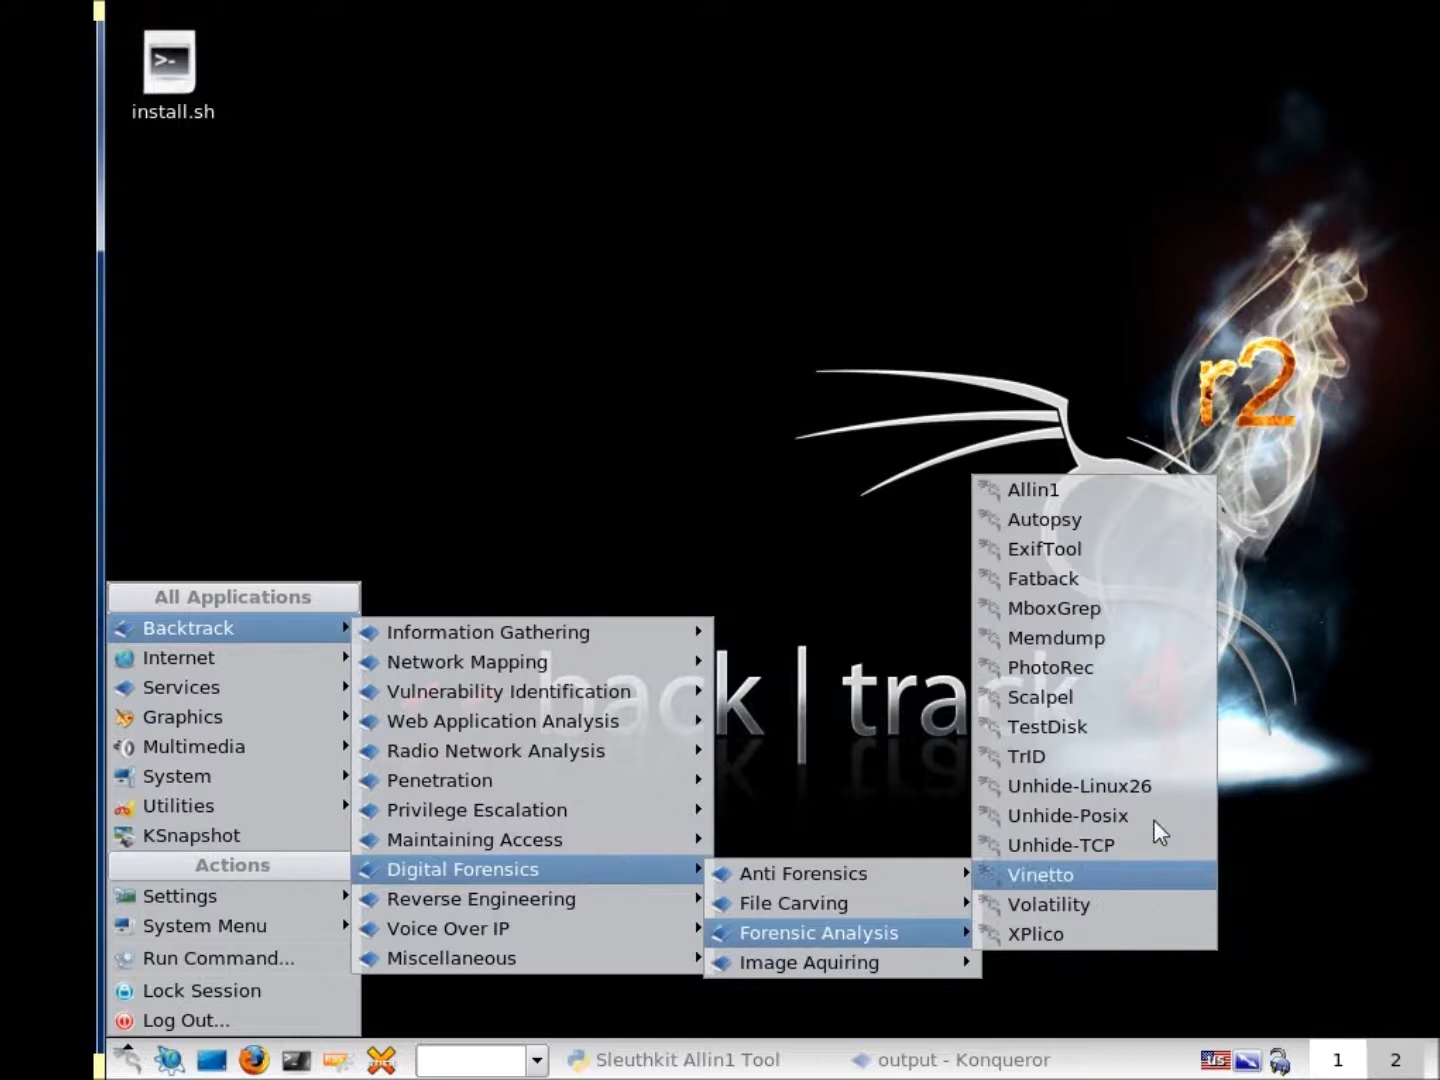 install.sh
r2
back | track 4
All Applications
Backtrack
Internet
Services
Graphics
Multimedia
System
Utilities
KSnapshot
Actions
Settings
System Menu
Run Command...
Lock Session
Log Out...
Information Gathering
Network Mapping
Vulnerability Identification
Web Application Analysis
Radio Network Analysis
Penetration
Privilege Escalation
Maintaining Access
Digital Forensics
Reverse Engineering
Voice Over IP
Miscellaneous
Anti Forensics
File Carving
Forensic Analysis
Image Aquiring
Allin1
Autopsy
ExifTool
Fatback
MboxGrep
Memdump
PhotoRec
Scalpel
TestDisk
TrID
Unhide-Linux26
Unhide-Posix
Unhide-TCP
Vinetto
Volatility
XPlico
Sleuthkit Allin1 Tool
output - Konqueror
us
1
2